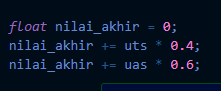 float nilai_akhir = 0;
nilai_akhir += uts * 0.4;
nilai_akhir += uas * 0.6;